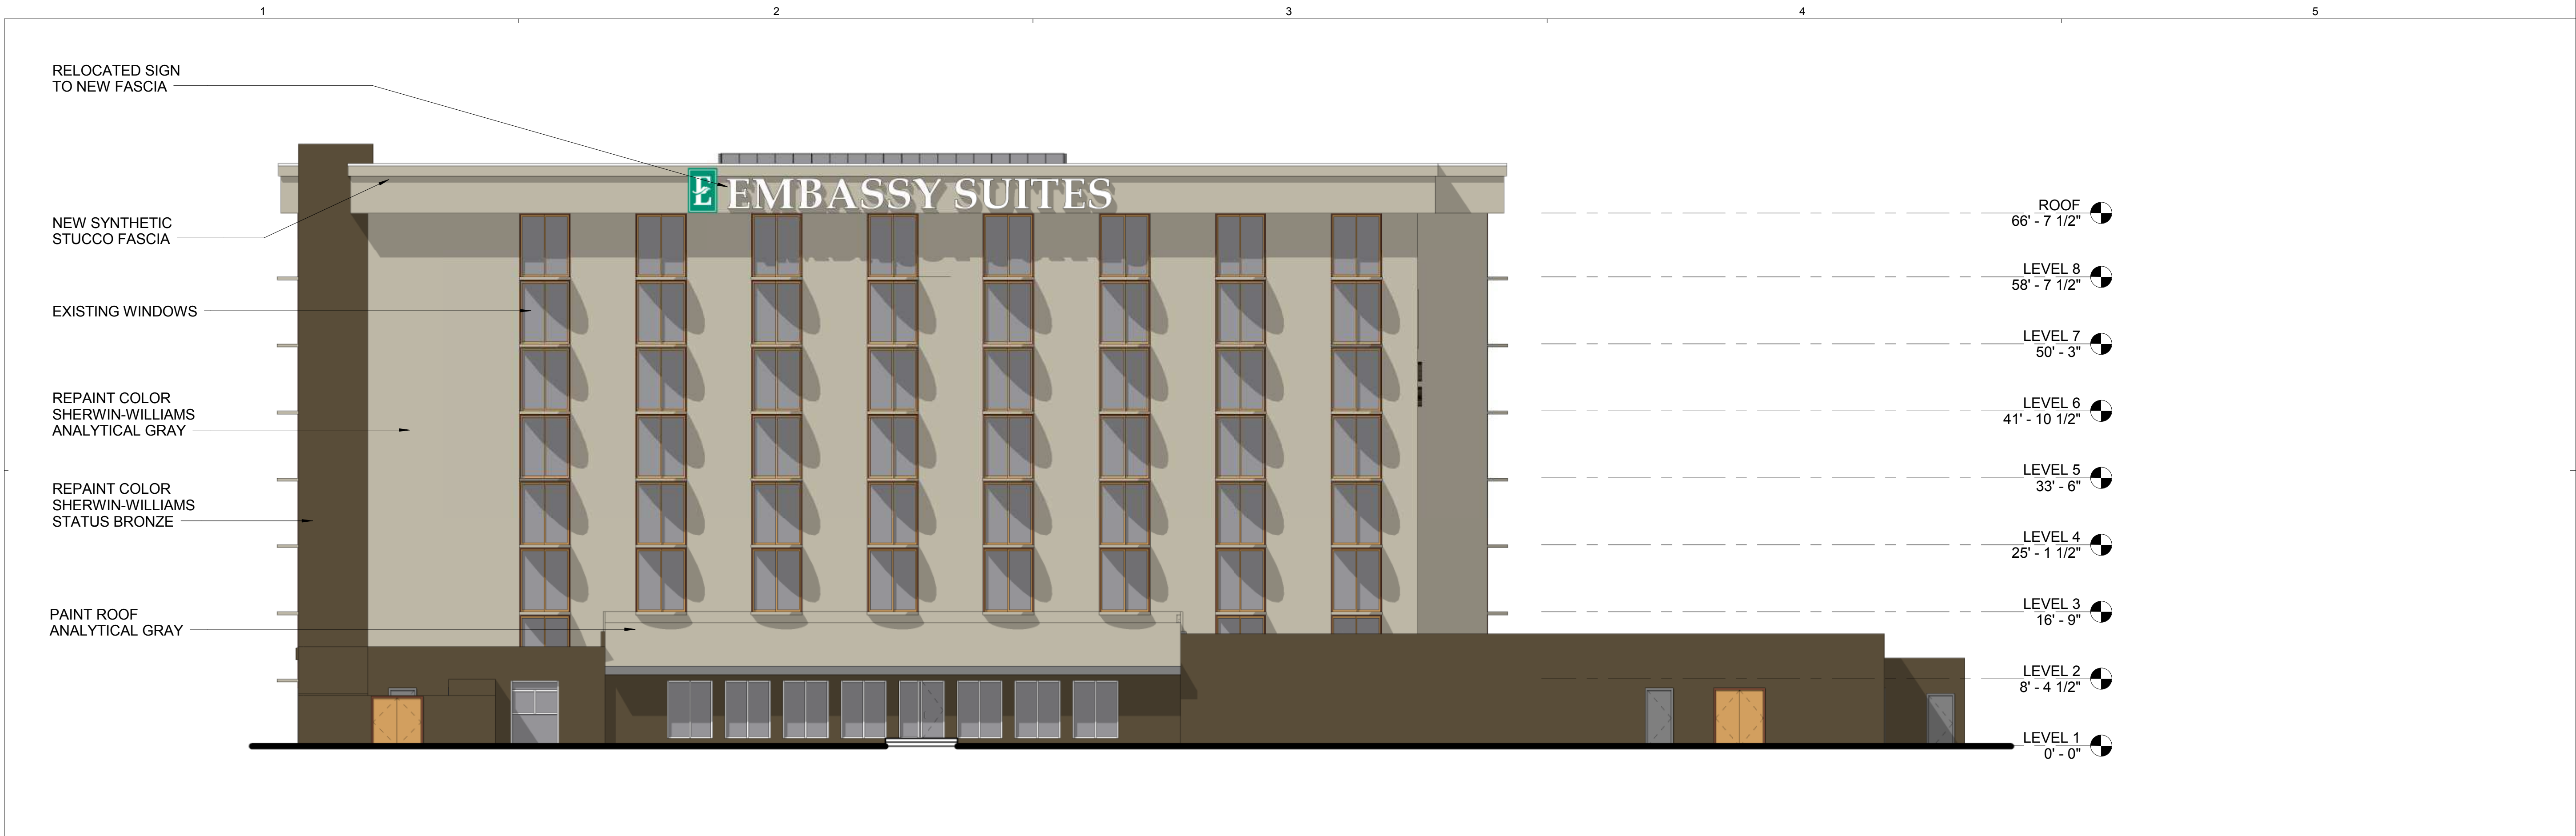 1 2 3 4 5
RELOCATED SIGN
TO NEW FASCIA
E EMBASSY SUITES
NEW SYNTHETIC
STUCCO FASCIA
EXISTING WINDOWS
REPAINT COLOR
SHERWIN-WILLIAMS
ANALYTICAL GRAY
REPAINT COLOR
SHERWIN-WILLIAMS
STATUS BRONZE
PAINT ROOF
ANALYTICAL GRAY
ROOF
66' - 7 1/2"
LEVEL 8
58' - 7 1/2"
LEVEL 7
50' - 3"
LEVEL 6
41' - 10 1/2"
LEVEL 5
33' - 6"
LEVEL 4
25' - 1 1/2"
LEVEL 3
16' - 9"
LEVEL 2
8' - 4 1/2"
LEVEL 1
0' - 0"